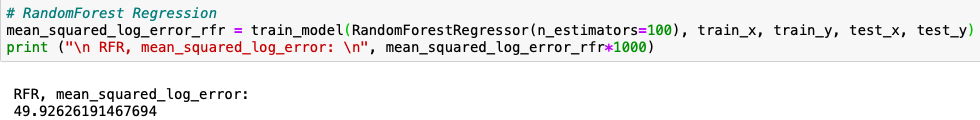 # RandomForest Regression
mean_squared_log_error_rfr = train_model(RandomForestRegressor(n_estimators=100), train_x, train_y, test_x, test_y)
print ("\n RFR, mean_squared_log_error: \n", mean_squared_log_error_rfr*1000)
RFR, mean_squared_log_error:
49.92626191467694